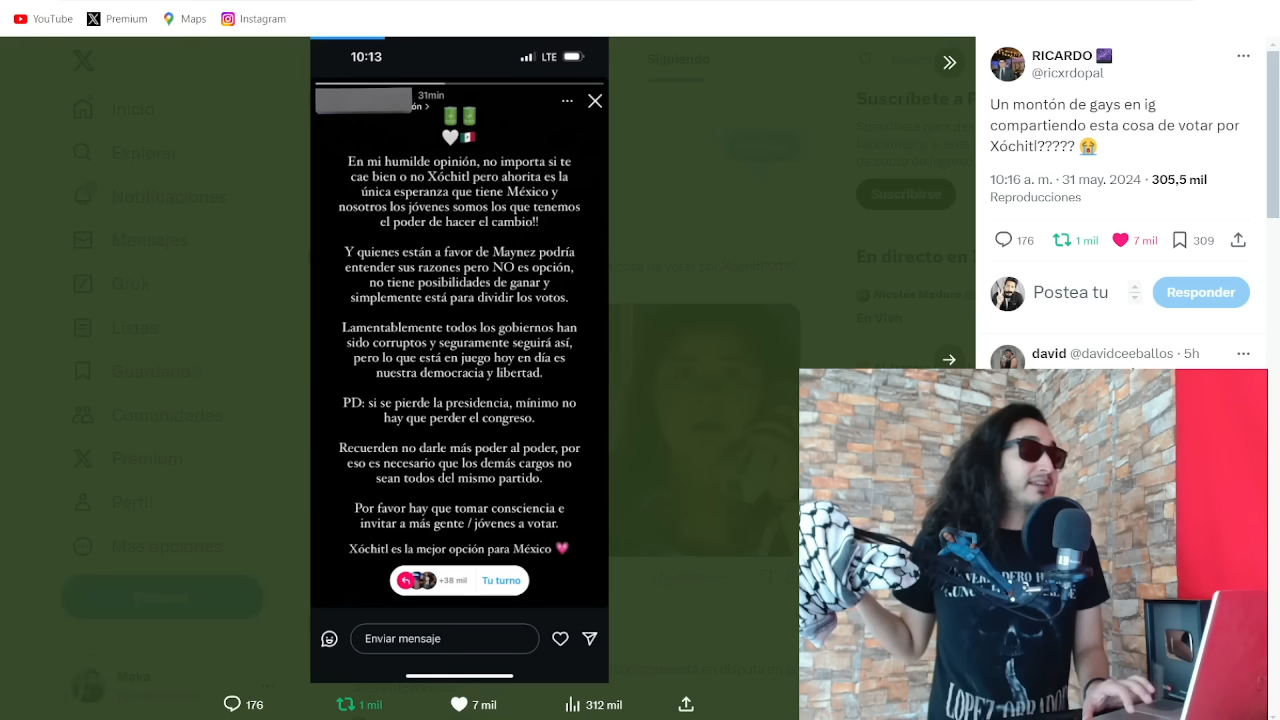 YouTube
Premium
Maps
Instagram
Inicio
Explorar
Notificaciones
Mensajes
Grok
Listas
Guardados
Comunidades
Premium
Perfil
Más opciones
Maka
Siguiendo
Suscribirse
En vivo
10:13
LTE
31min
ón >
En mi humilde opinión, no importa si te
cae bien o no Xóchitl pero ahorita es la
única esperanza que tiene México y
nosotros los jóvenes somos los que tenemos
el poder de hacer el cambio!!
Y quienes están a favor de Maynez podría
entender sus razones pero NO es opción,
no tiene posibilidades de ganar y
simplemente está para dividir los votos.
Lamentablemente todos los gobiernos han
sido corruptos y seguramente seguirá así,
pero lo que está en juego hoy en día es
nuestra democracia y libertad.
PD: si se pierde la presidencia, mínimo no
hay que perder el congreso.
Recuerden no darle más poder al poder, por
eso es necesario que los demás cargos no
sean todos del mismo partido.
Por favor hay que tomar consciencia e
invitar a más gente / jóvenes a votar.
Xóchitl es la mejor opción para México 💗
+38 mil
Tu turno
Enviar mensaje
176
1 mil
7 mil
312 mil
RICARDO
@ricxrdopal
Un montón de gays en ig
compartiendo esta cosa de votar por
Xóchitl????? 😭
10:16 a. m. · 31 may. 2024 · 305,5 mil
Reproducciones
176
1 mil
7 mil
309
Postea tu
Responder
david @davidceeballos · 5h
LOPEZ OBRADOR